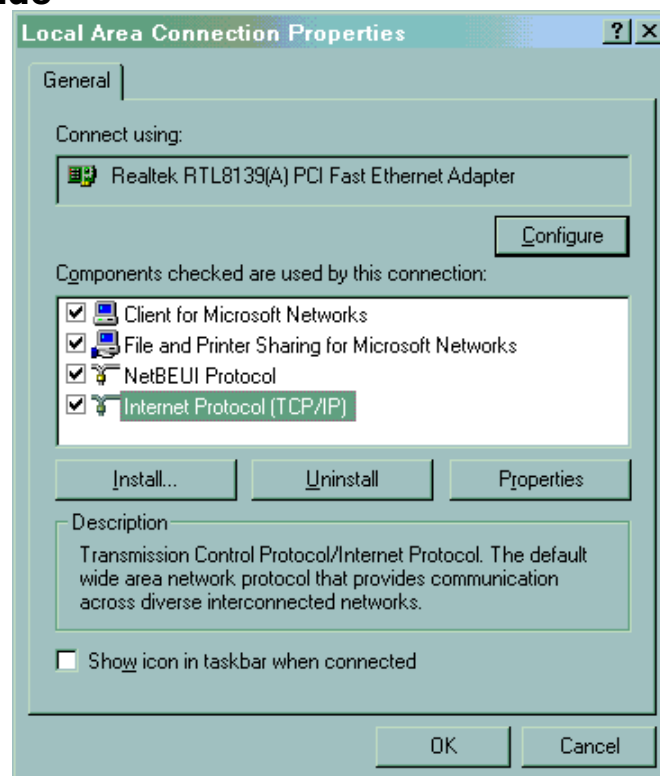 Local Area Connection Properties
General
Connect using:
Realtek RTL8139(A) PCI Fast Ethernet Adapter
Configure
Components checked are used by this connection:
Client for Microsoft Networks
File and Printer Sharing for Microsoft Networks
NetBEUI Protocol
Internet Protocol (TCP/IP)
Install... Uninstall Properties
Description
Transmission Control Protocol/Internet Protocol. The default
wide area network protocol that provides communication
across diverse interconnected networks.
Show icon in taskbar when connected
OK Cancel